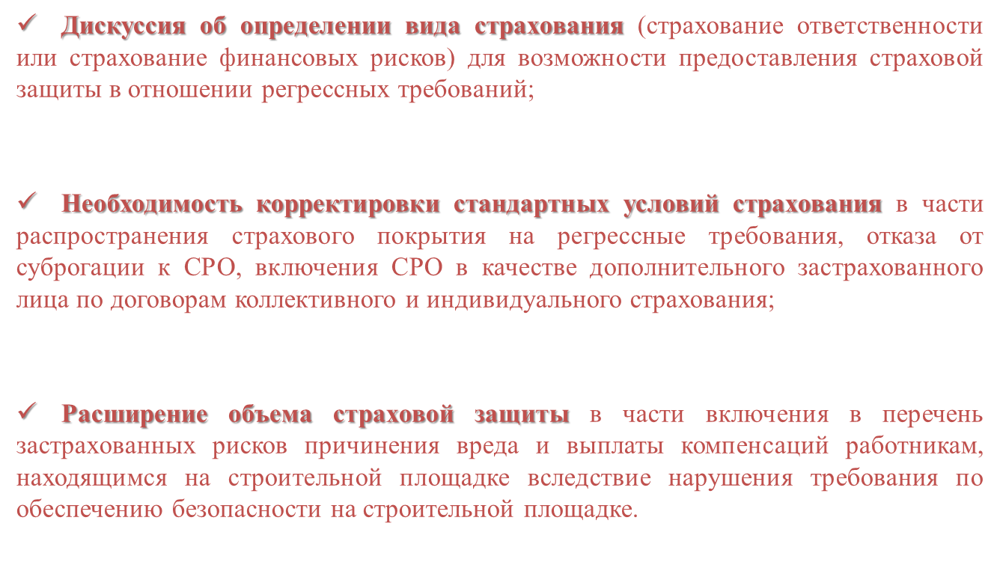 ✓ Дискуссия об определении вида страхования (страхование ответственности
или страхование финансовых рисков) для возможности предоставления страховой
защиты в отношении регрессных требований;
✓ Необходимость корректировки стандартных условий страхования в части
распространения страхового покрытия на регрессные требования, отказа от
суброгации к СРО, включения СРО в качестве дополнительного застрахованного
лица по договорам коллективного и индивидуального страхования;
✓ Расширение объема страховой защиты в части включения в перечень
застрахованных рисков причинения вреда и выплаты компенсаций работникам,
находящимся на строительной площадке вследствие нарушения требования по
обеспечению безопасности на строительной площадке.